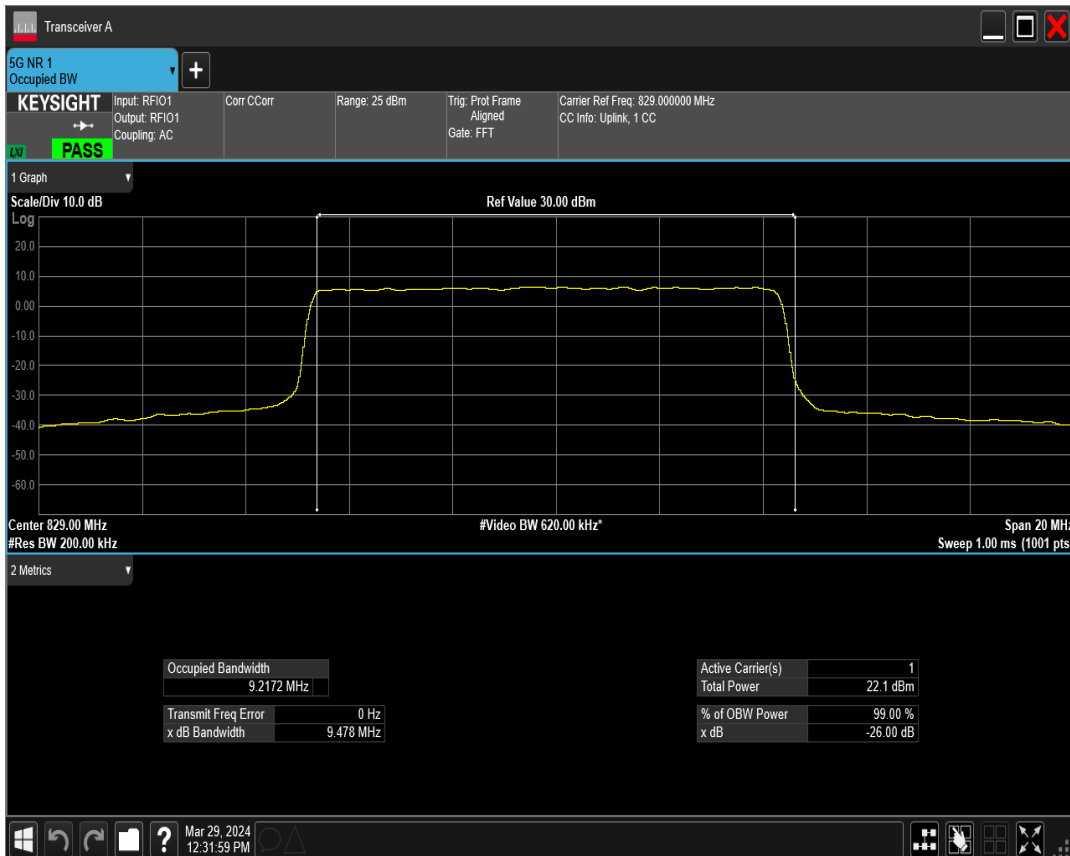 Transceiver A
5G NR 1
Occupied BW
+
KEYSIGHT
LXI
PASS
Input: RFIO1
Output: RFIO1
Coupling: AC
Corr CCorr
Range: 25 dBm
Trig: Prot Frame
Aligned
Gate: FFT
Carrier Ref Freq: 829.000000 MHz
CC Info: Uplink, 1 CC
1 Graph
Scale/Div 10.0 dB
Ref Value 30.00 dBm
Log
20.0
10.0
0.00
-10.0
-20.0
-30.0
-40.0
-50.0
-60.0
Center 829.00 MHz
#Video BW 620.00 kHz*
Span 20 MHz
#Res BW 200.00 kHz
Sweep 1.00 ms (1001 pts
2 Metrics
Occupied Bandwidth
9.2172 MHz
Transmit Freq Error 0 Hz
x dB Bandwidth 9.478 MHz
Active Carrier(s) 1
Total Power 22.1 dBm
% of OBW Power 99.00 %
x dB -26.00 dB
?
Mar 29, 2024
12:31:59 PM